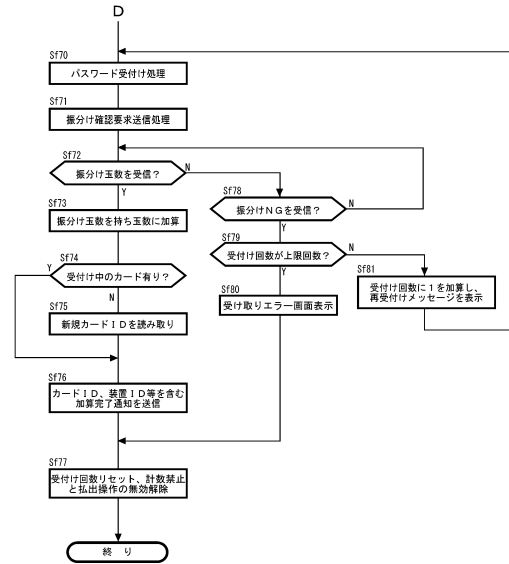 D
Sf70
パスワード受付け処理
Sf71
振分け確認要求送信処理
Sf72
振分け玉数を受信？
N
Y
Sf73
振分け玉数を持ち玉数に加算
Sf74
受付け中のカード有り？
Y
N
Sf75
新規カードＩＤを読み取り
Sf76
カードＩＤ、装置ＩＤ等を含む
加算完了通知を送信
Sf77
受付け回数リセット、計数禁止
と払出操作の無効解除
終り
Sf78
振分けＮＧを受信？
N
Y
Sf79
受付け回数が上限回数？
N
Y
Sf80
受け取りエラー画面表示
Sf81
受付け回数に１を加算し、
再受付けメッセージを表示